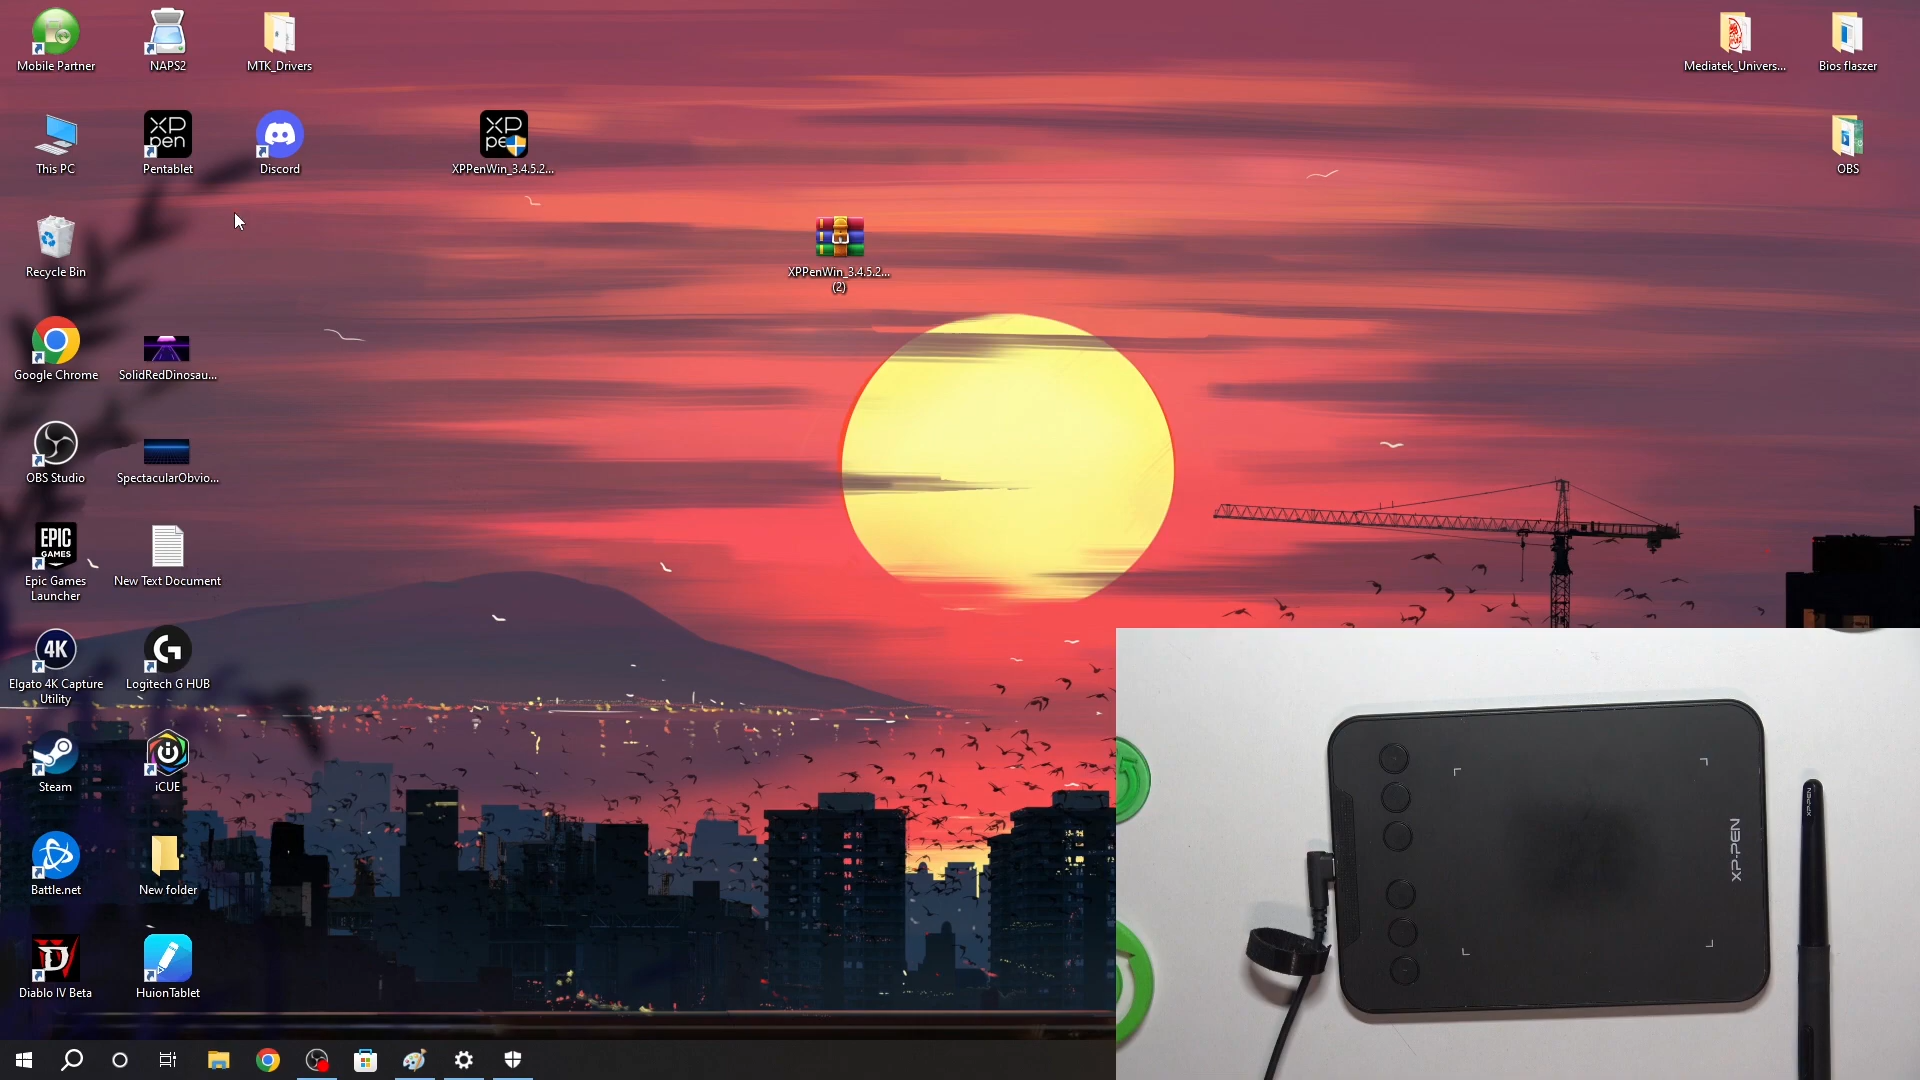 Mobile Partner
NAPS2
MTK_Drivers
Mediatek_Univers...
Bios flaszer
XP
pen
XP
pe
This PC
Pentablet
Discord
XPPenWin_3.4.5.2...
OBS
Recycle Bin
XPPenWin_3.4.5.2...
(2)
Google Chrome
SolidRedDinosau...
OBS Studio
SpectacularObvio...
EPIC
GAMES
Epic Games
Launcher
New Text Document
4K
Elgato 4K Capture
Utility
Logitech G HUB
Steam
iCUE
Battle.net
New folder
Diablo IV Beta
HuionTablet
XP-PEN
XP-PEN